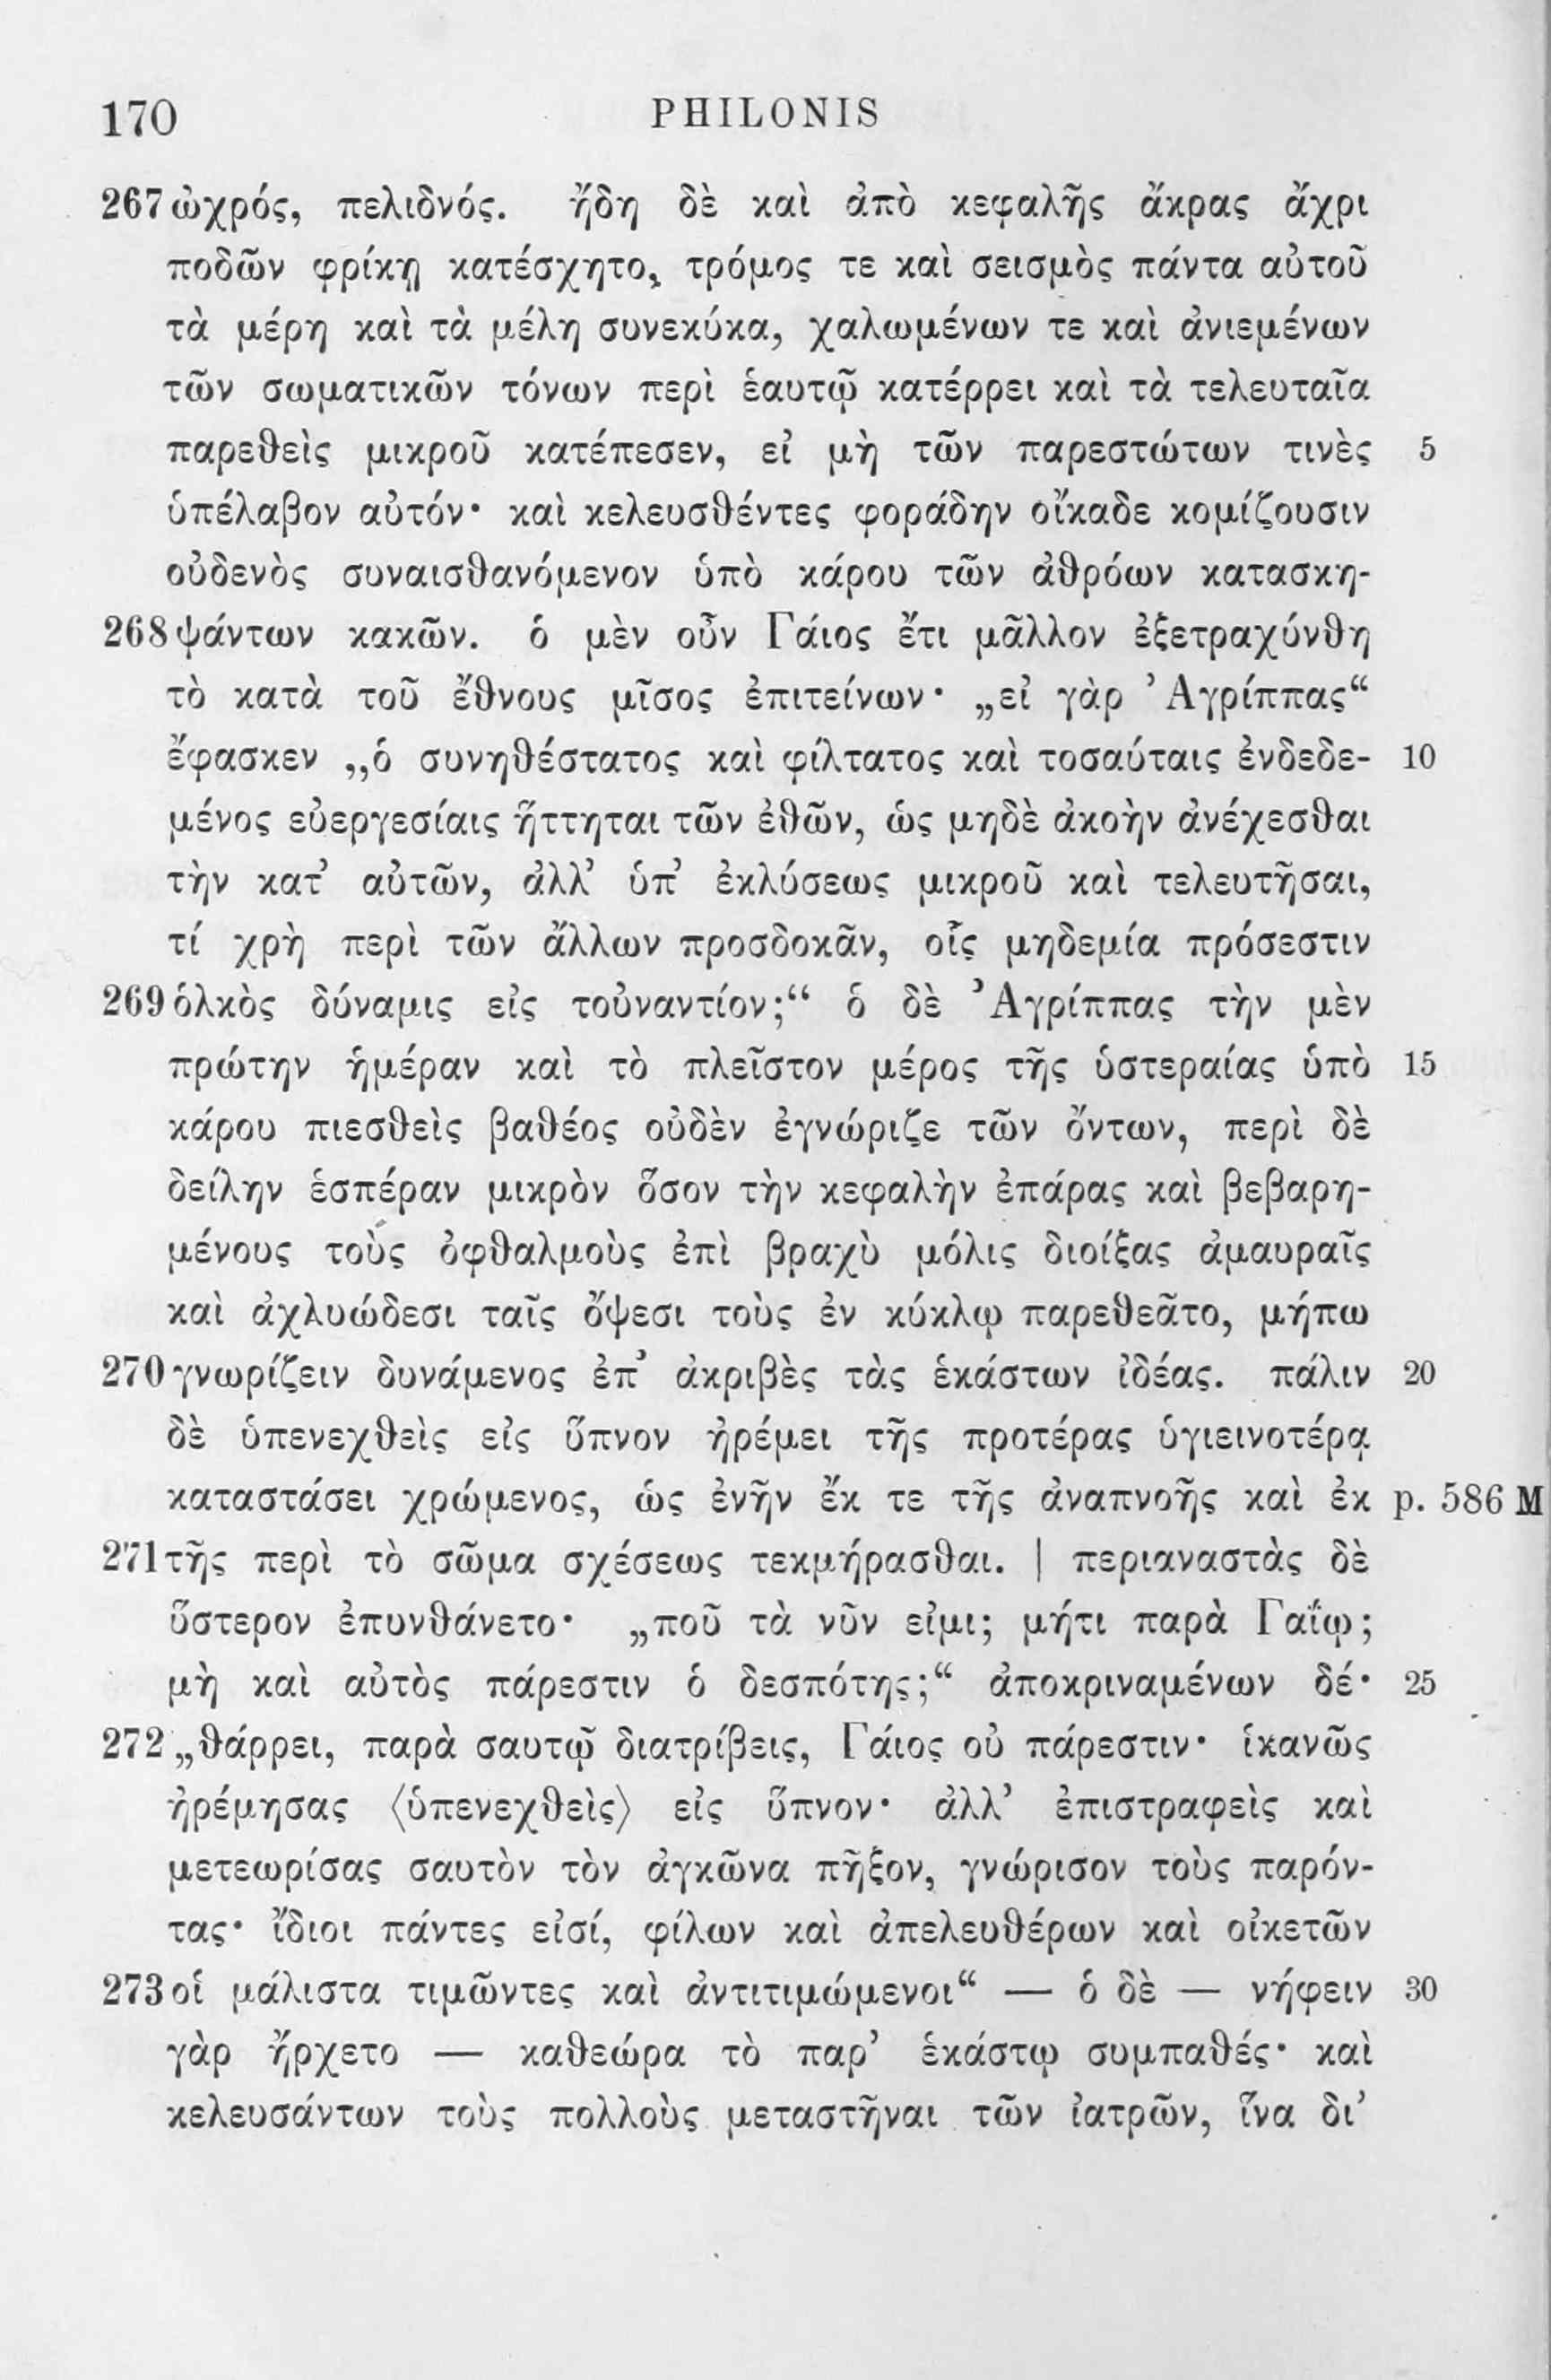 170 PHILONIS
267 ὠχρός, πελιδνός. ἤδη δὲ καὶ ἀπὸ κεφαλῆς ἄκρας ἄχρι
ποδῶν φρίκῃ κατέσχητο, τρόμος τε καὶ σεισμὸς πάντα αὐτοῦ
τὰ μέρη καὶ τὰ μέλη συνεκύκα, χαλωμένων τε καὶ ἀνιεμένων
τῶν σωματικῶν τόνων περὶ ἑαυτῷ κατέρρει καὶ τὰ τελευταῖα
παρεθεὶς μικροῦ κατέπεσεν, εἰ μὴ τῶν παρεστώτων τινὲς 5
ὑπέλαβον αὐτόν· καὶ κελευσθέντες φοράδην οἴκαδε κομίζουσιν
οὐδενὸς συναισθανόμενον ὑπὸ κάρου τῶν ἀθρόων κατασκη-
268 ψάντων κακῶν. ὁ μὲν οὖν Γάιος ἔτι μᾶλλον ἐξετραχύνθη
τὸ κατὰ τοῦ ἔθνους μῖσος ἐπιτείνων· „εἰ γὰρ Ἀγρίππας“
ἔφασκεν „ὁ συνηθέστατος καὶ φίλτατος καὶ τοσαύταις ἐνδεδε- 10
μένος εὐεργεσίαις ἥττηται τῶν ἐθῶν, ὡς μηδὲ ἀκοὴν ἀνέχεσθαι
τὴν κατ’ αὐτῶν, ἀλλ’ ὑπ’ ἐκλύσεως μικροῦ καὶ τελευτῆσαι,
τί χρὴ περὶ τῶν ἄλλων προσδοκᾶν, οἷς μηδεμία πρόσεστιν
269 ὁλκὸς δύναμις εἰς τοὐναντίον;“ ὁ δὲ Ἀγρίππας τὴν μὲν
πρώτην ἡμέραν καὶ τὸ πλεῖστον μέρος τῆς ὑστεραίας ὑπὸ 15
κάρου πιεσθεὶς βαθέος οὐδὲν ἐγνώριζε τῶν ὄντων, περὶ δὲ
δείλην ἑσπέραν μικρὸν ὅσον τὴν κεφαλὴν ἐπάρας καὶ βεβαρη-
μένους τοὺς ὀφθαλμοὺς ἐπὶ βραχὺ μόλις διοίξας ἀμαυραῖς
καὶ ἀχλυώδεσι ταῖς ὄψεσι τοὺς ἐν κύκλῳ παρεθεᾶτο, μήπω
270 γνωρίζειν δυνάμενος ἐπ’ ἀκριβὲς τὰς ἑκάστων ἰδέας. πάλιν 20
δὲ ὑπενεχθεὶς εἰς ὕπνον ἠρέμει τῆς προτέρας ὑγιεινοτέρᾳ
καταστάσει χρώμενος, ὡς ἐνῆν ἔκ τε τῆς ἀναπνοῆς καὶ ἐκ p. 586 M
271 τῆς περὶ τὸ σῶμα σχέσεως τεκμήρασθαι. | περιαναστὰς δὲ
ὕστερον ἐπυνθάνετο· „ποῦ τὰ νῦν εἰμι; μήτι παρὰ Γαΐῳ;
μὴ καὶ αὐτὸς πάρεστιν ὁ δεσπότης;“ ἀποκριναμένων δέ· 25
272 „θάρρει, παρὰ σαυτῷ διατρίβεις, Γάιος οὐ πάρεστιν· ἱκανῶς
ἠρέμησας ⟨ὑπενεχθεὶς⟩ εἰς ὕπνον· ἀλλ’ ἐπιστραφεὶς καὶ
μετεωρίσας σαυτὸν τὸν ἀγκῶνα πῆξον, γνώρισον τοὺς παρόν-
τας· ἴδιοι πάντες εἰσί, φίλων καὶ ἀπελευθέρων καὶ οἰκετῶν
273 οἱ μάλιστα τιμῶντες καὶ ἀντιτιμώμενοι“ — ὁ δὲ — νήφειν 30
γὰρ ἤρχετο — καθεώρα τὸ παρ’ ἑκάστῳ συμπαθές· καὶ
κελευσάντων τοὺς πολλοὺς μεταστῆναι τῶν ἰατρῶν, ἵνα δι’